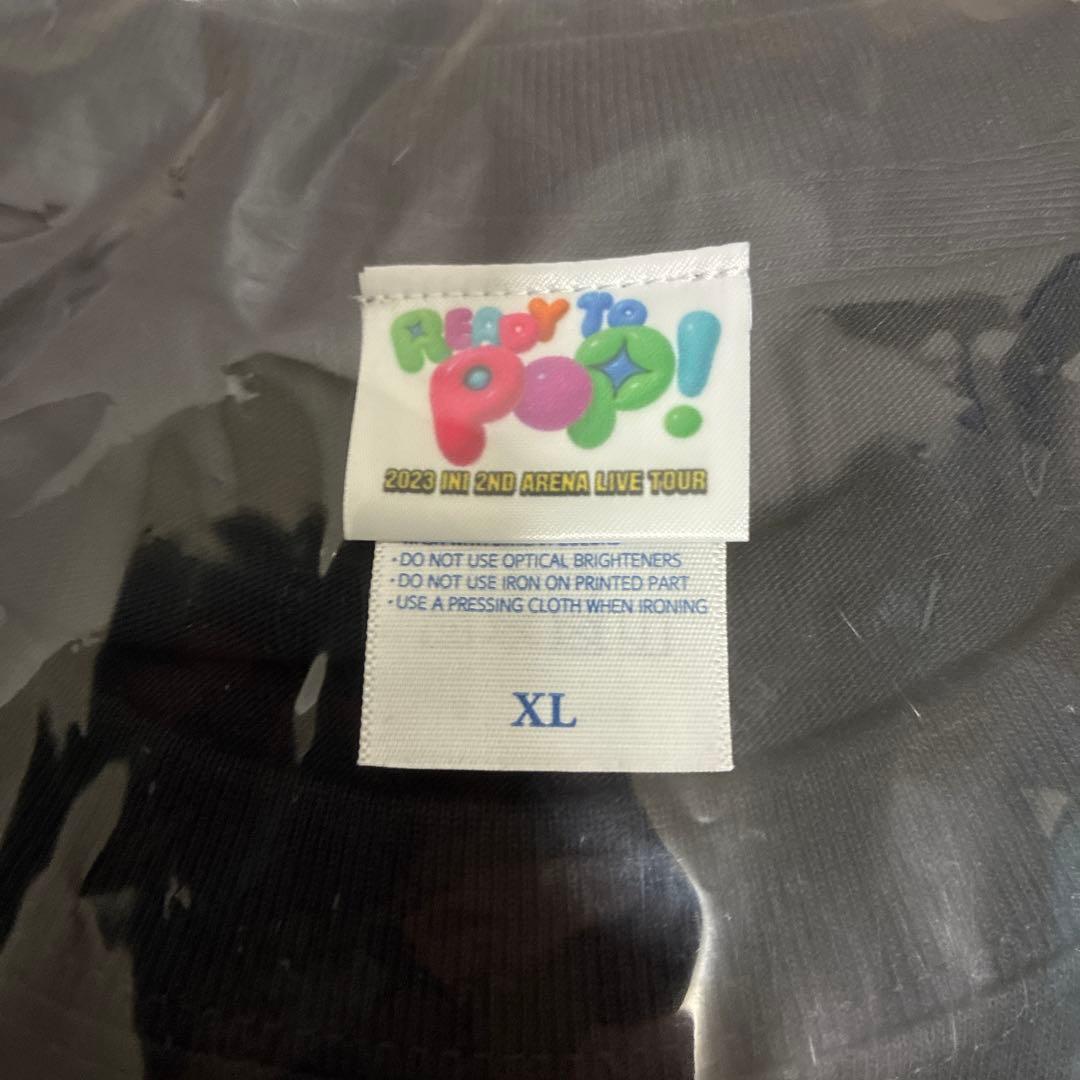 READY TO
POP!
2023 INI 2ND ARENA LIVE TOUR
• DO NOT USE OPTICAL BRIGHTENERS
• DO NOT USE IRON ON PRINTED PART
• USE A PRESSING CLOTH WHEN IRONING
XL